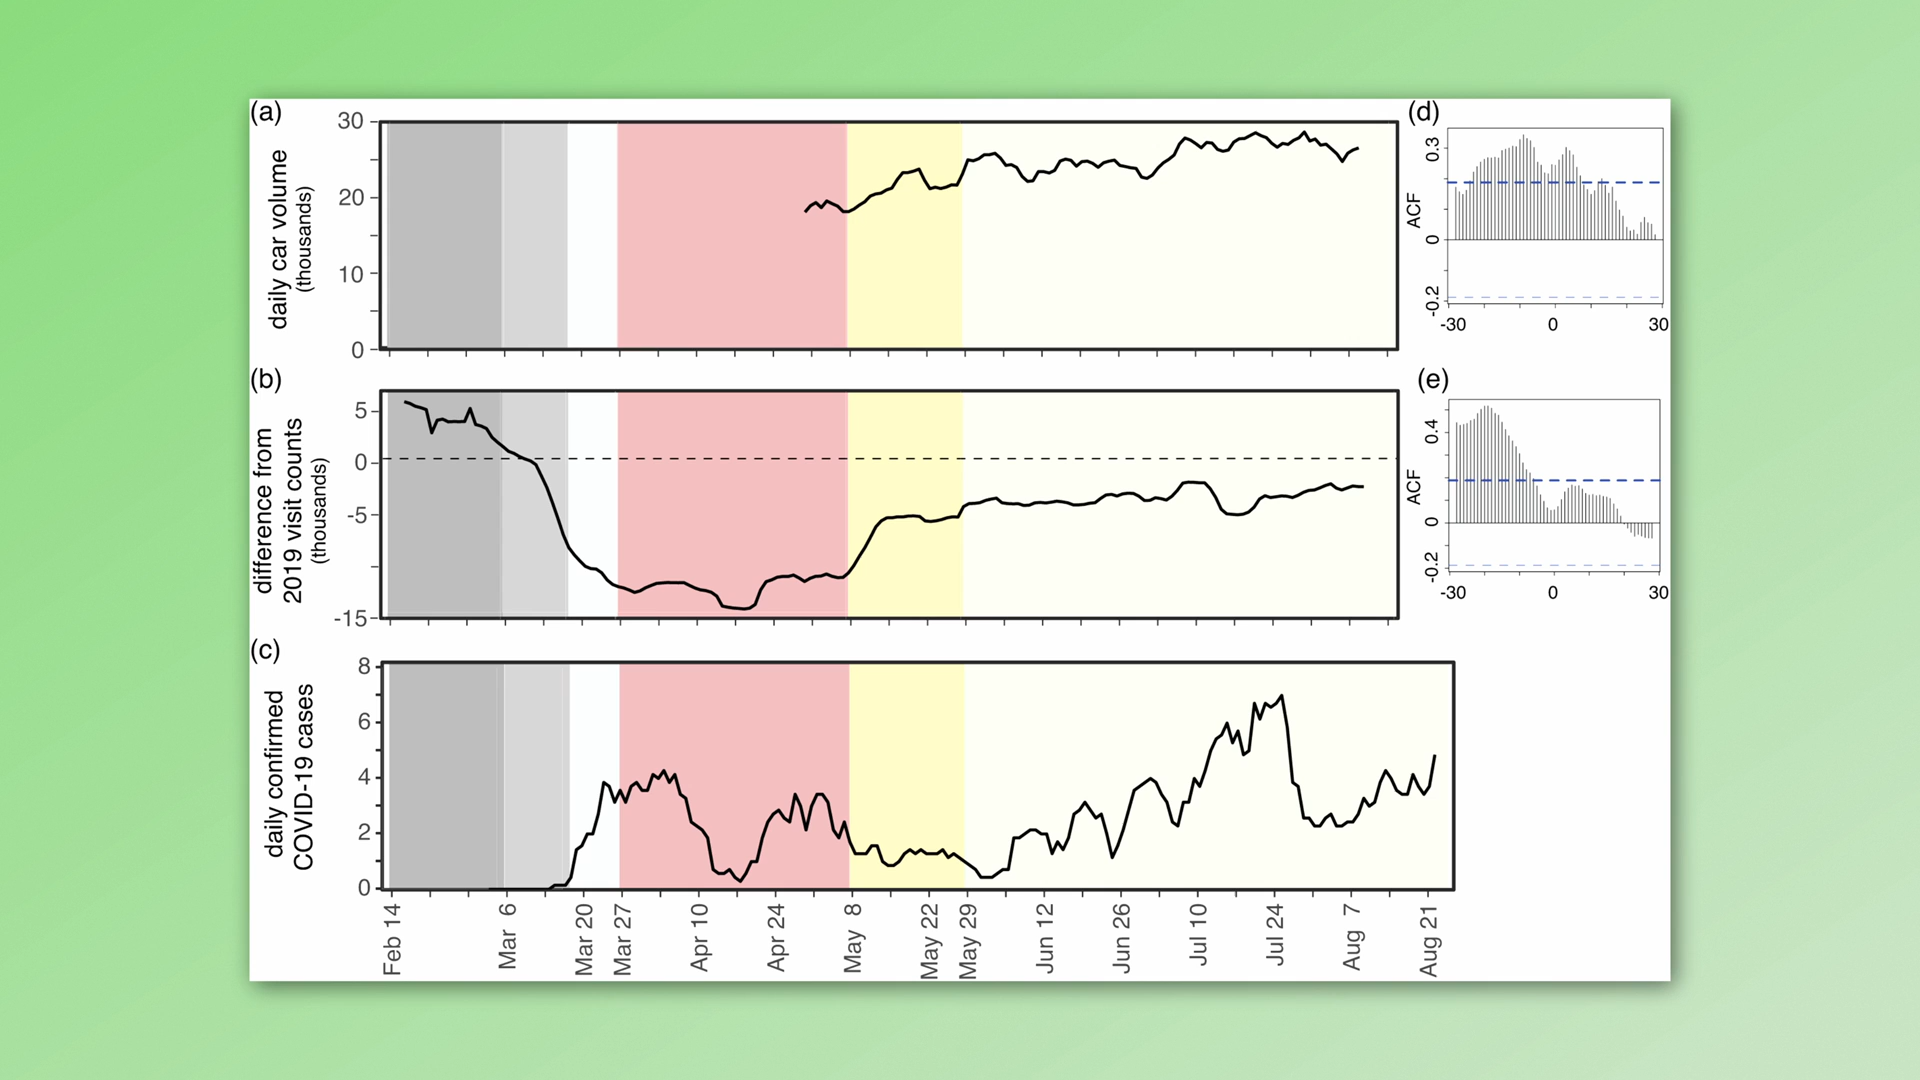 (a)
daily car volume
(thousands)
30
20
10
0
(d)
ACF
0.3
0
-0.2
-30 0 30
(b)
difference from
2019 visit counts
(thousands)
5
0
-5
-15
(e)
ACF
0.4
0
-0.2
-30 0 30
(c)
daily confirmed
COVID-19 cases
8
6
4
2
0
Feb 14
Mar 6
Mar 20
Mar 27
Apr 10
Apr 24
May 8
May 22
May 29
Jun 12
Jun 26
Jul 10
Jul 24
Aug 7
Aug 21